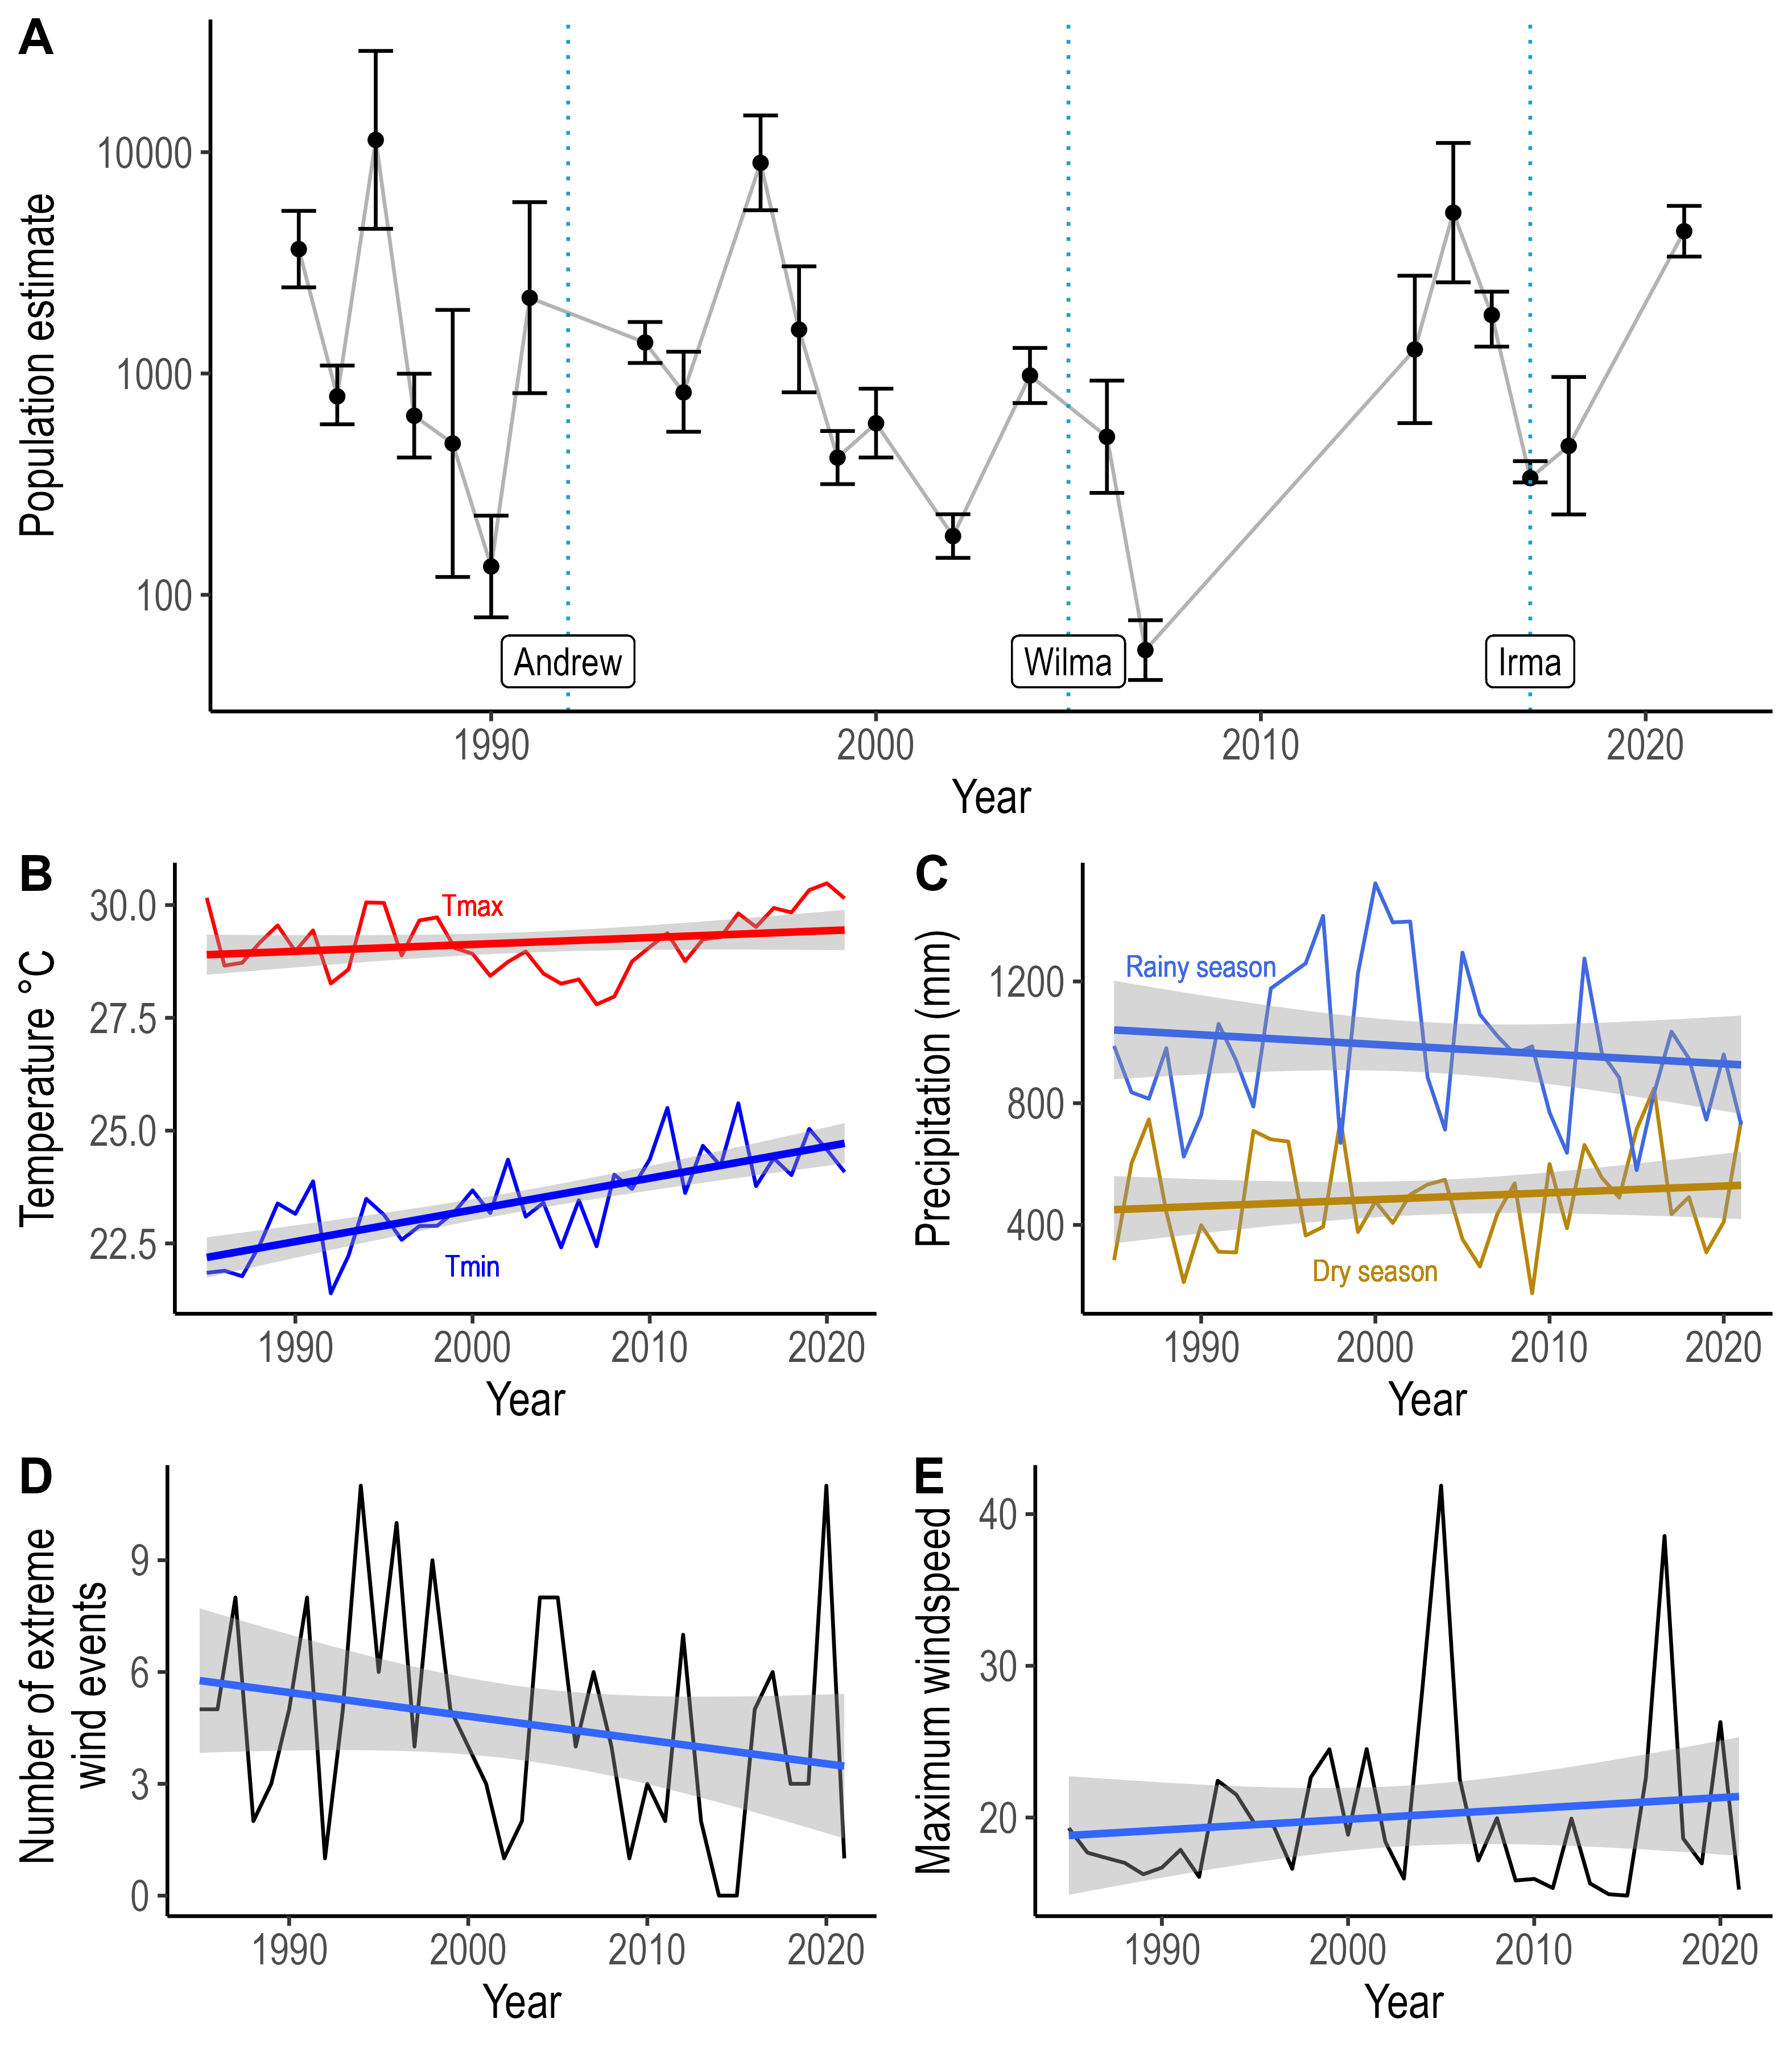 A
Population estimate
10000
1000
100
Andrew
Wilma
Irma
1990
2000
2010
2020
Year
B
Temperature °C
30.0
27.5
25.0
22.5
Tmax
Tmin
1990
2000
2010
2020
Year
C
Precipitation (mm)
1200
800
400
Rainy season
Dry season
1990
2000
2010
2020
Year
D
Number of extreme
wind events
9
6
3
0
1990
2000
2010
2020
Year
E
Maximum windspeed
40
30
20
1990
2000
2010
2020
Year